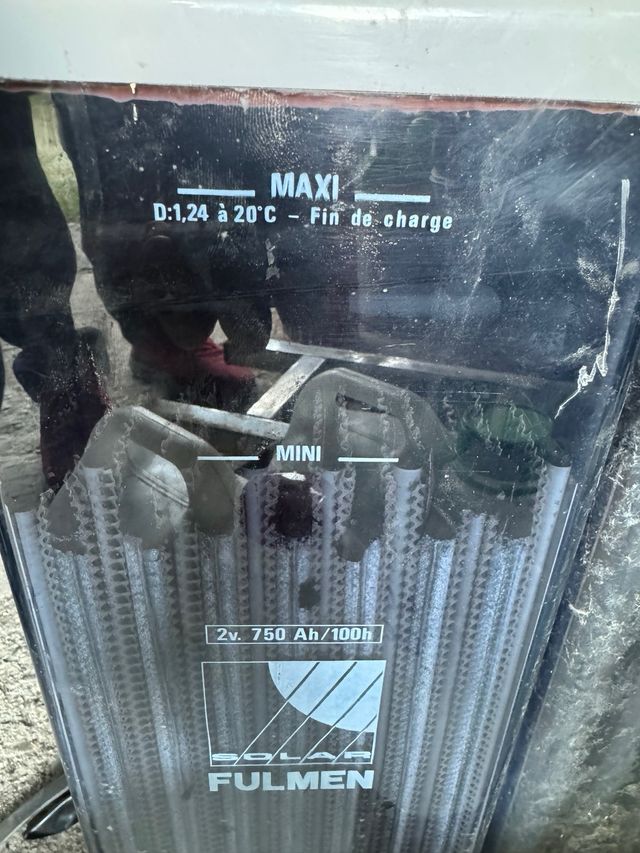 MAXI
D:1,24 à 20°C - Fin de charge
MINI
2v. 750 Ah/100h
SOLAR
FULMEN